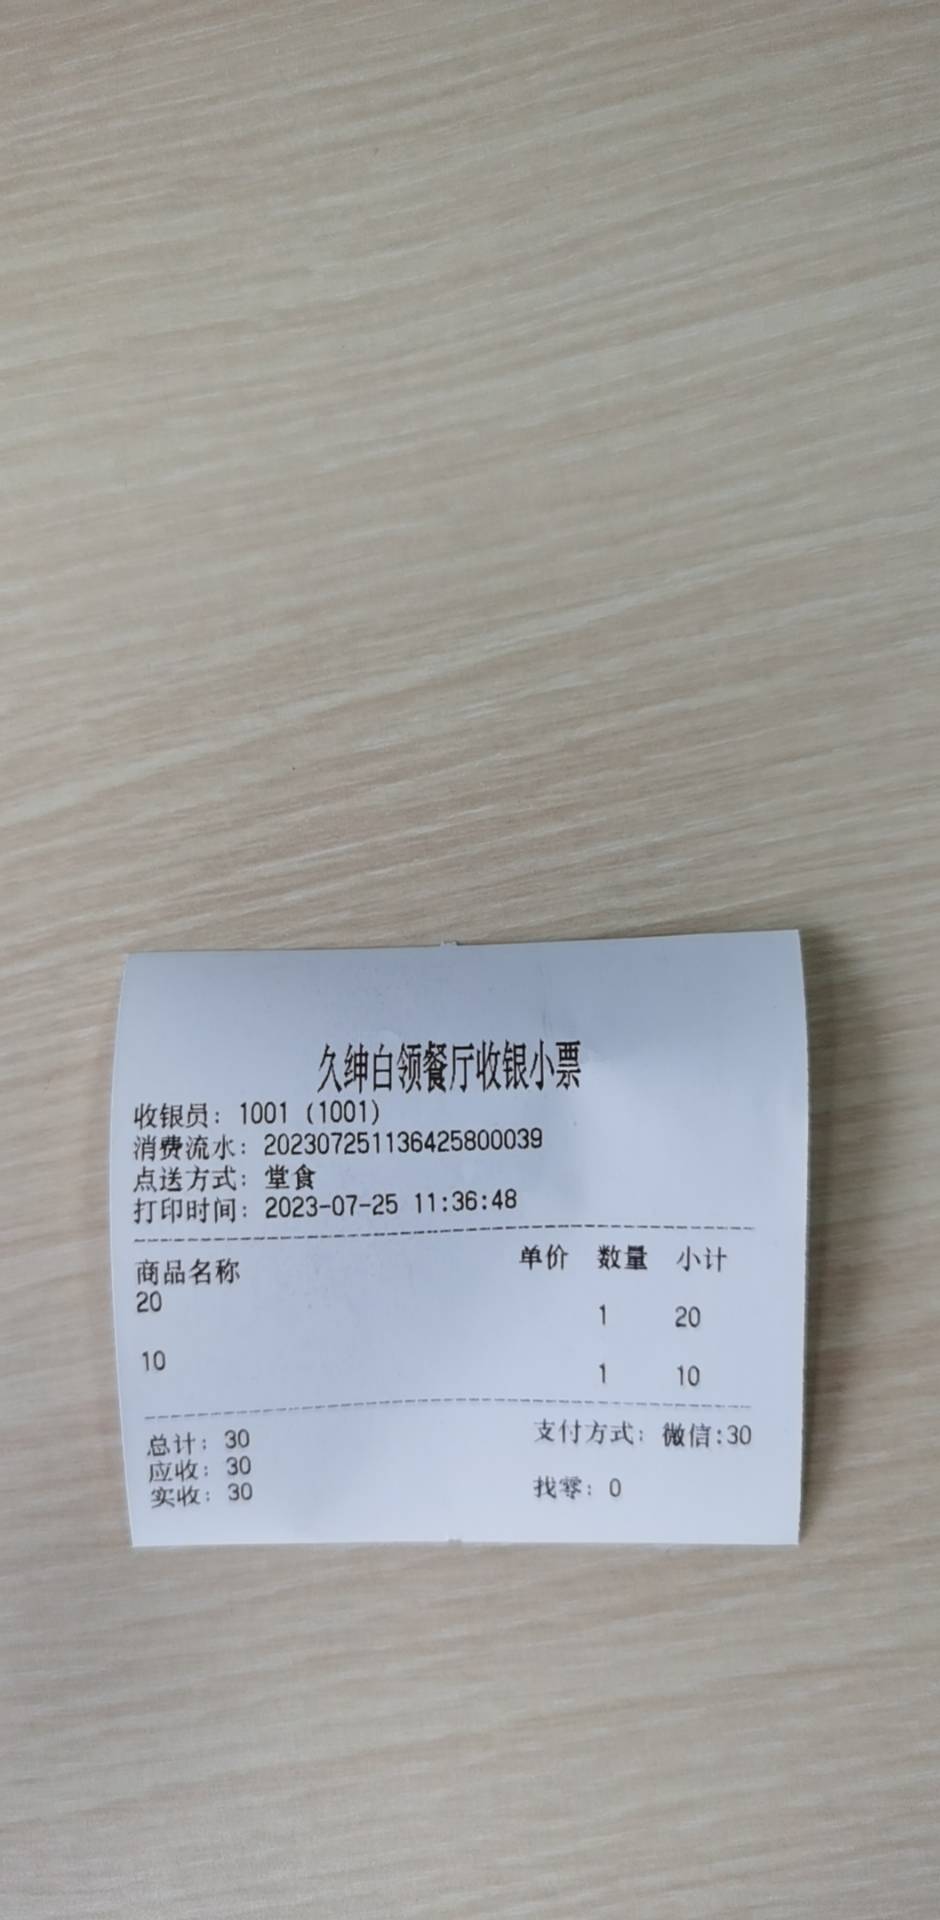 久绅白领餐厅收银小票
收银员: 1001 (1001)
消费流水: 2023072511364258000​39
点送方式: 堂食
打印时间: 2023-07-25 11:36:48
商品名称 单价 数量 小计
20 1 20
10 1 10
总计: 30 支付方式: 微信:30
应收: 30
实收: 30 找零: 0